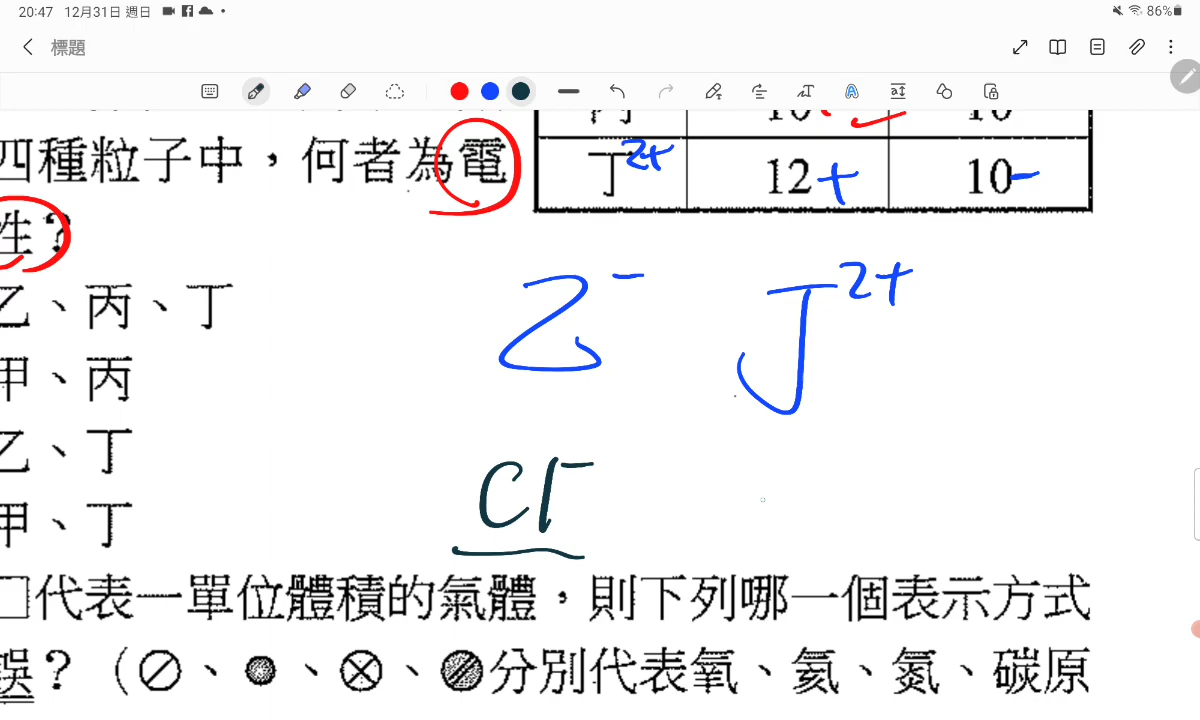 20:47 12月31日 週日 86%
標題
丙 10 10
四種粒子中，何者為電
丁 2+ 12 + 10 -
性？
乙⁻ 丁²⁺
乙、丙、丁
甲、丙
乙、丁
Cl⁻
甲、丁
□代表一單位體積的氣體，則下列哪一個表示方式
誤？（⊘、●、⊗、分別代表氧、氦、氮、碳原